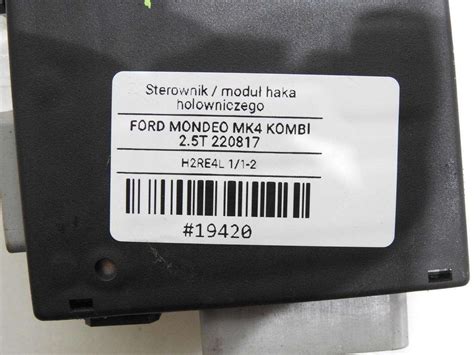 Sterownik / moduł haka
holowniczego
FORD MONDEO MK4 KOMBI
2.5T 220817
H2RE4L 1/1-2
#19420